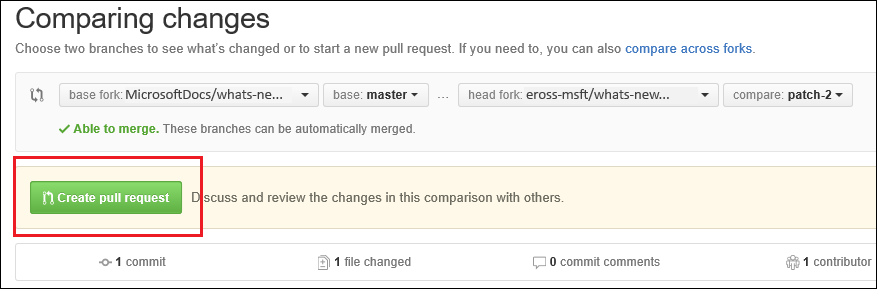 Comparing changes
Choose two branches to see what's changed or to start a new pull request. If you need to, you can also compare across forks.
base fork: MicrosoftDocs/whats-ne... base: master ... head fork: eross-msft/whats-new... compare: patch-2
Able to merge. These branches can be automatically merged.
Create pull request Discuss and review the changes in this comparison with others.
1 commit 1 file changed 0 commit comments 1 contributor